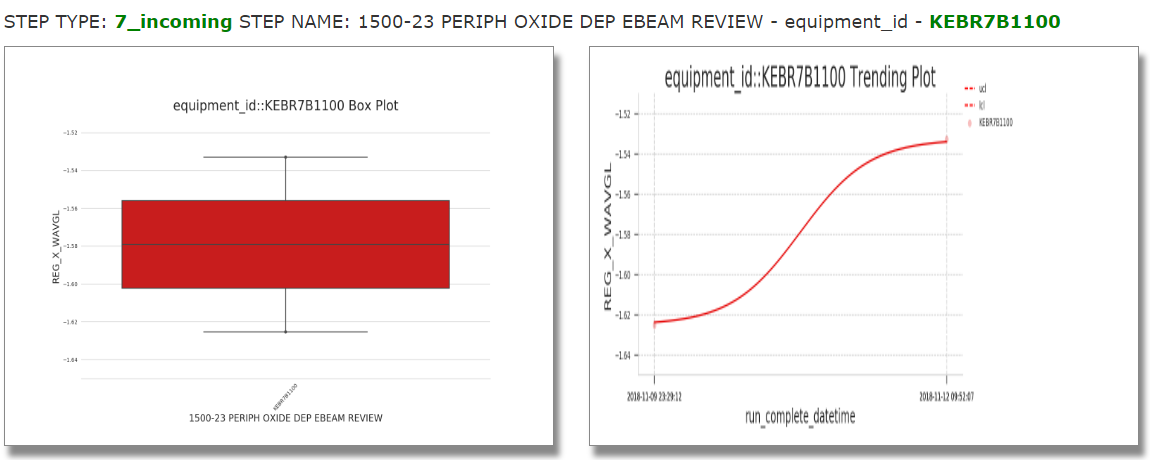 STEP TYPE: 7_incoming STEP NAME: 1500-23 PERIPH OXIDE DEP EBEAM REVIEW - equipment_id - KEBR7B1100
equipment_id::KEBR7B1100 Box Plot
−1.52
−1.54
−1.56
−1.58
−1.60
−1.62
−1.64
REG_X_WAVGL
KEBR7B1100
1500-23 PERIPH OXIDE DEP EBEAM REVIEW
equipment_id::KEBR7B1100 Trending Plot
−1.52
−1.54
−1.56
−1.58
−1.60
−1.62
−1.64
REG_X_WAVGL
2018-11-09 23:29:12
2018-11-12 09:52:07
run_complete_datetime
ucl
lcl
KEBR7B1100